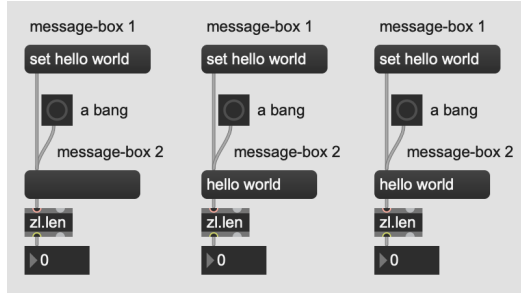 message-box 1
set hello world
a bang
message-box 2
zl.len
0
message-box 1
set hello world
a bang
message-box 2
hello world
zl.len
0
message-box 1
set hello world
a bang
message-box 2
hello world
zl.len
0